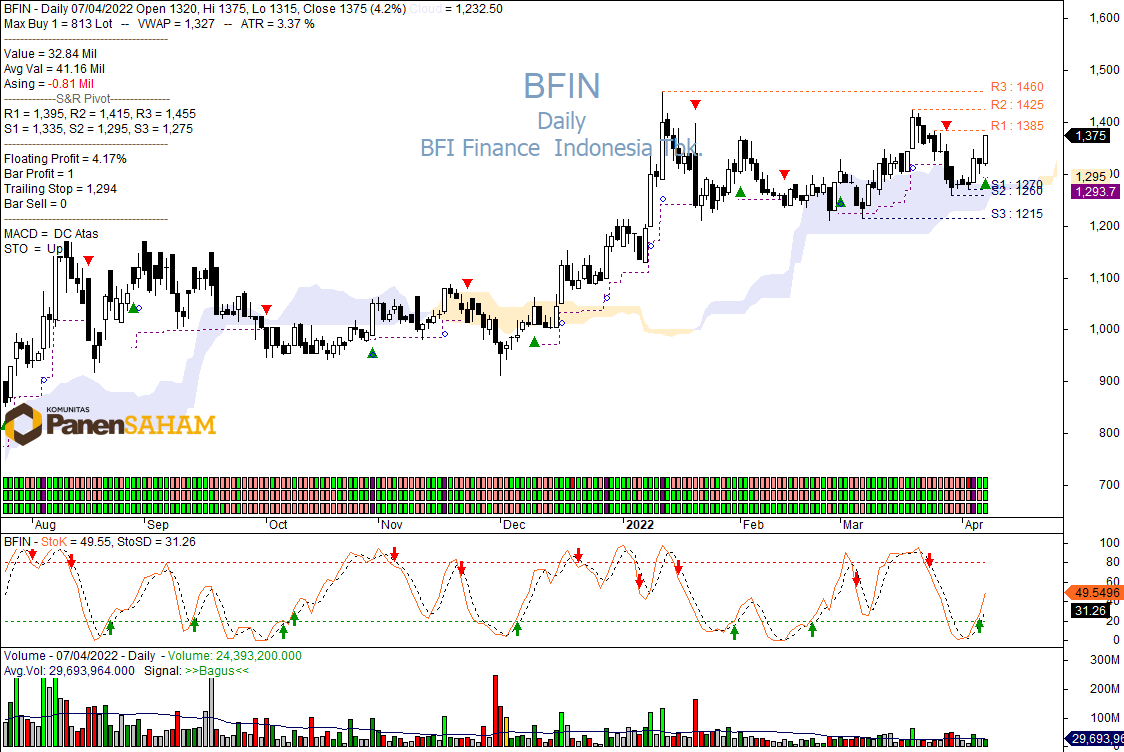 BFIN - Daily 07/04/2022 Open 1320, Hi 1375, Lo 1315, Close 1375 (4.2%) Cloud = 1,232.50
Max Buy 1 = 813 Lot -- VWAP = 1,327 -- ATR = 3.37 %
Value = 32.84 Mil
Avg Val = 41.16 Mil
Asing = -0.81 Mil
-------------S&R Pivot---------------
R1 = 1,395, R2 = 1,415, R3 = 1,455
S1 = 1,335, S2 = 1,295, S3 = 1,275
Floating Profit = 4.17%
Bar Profit = 1
Trailing Stop = 1,294
Bar Sell = 0
MACD = DC Atas
STO = Up
BFIN
Daily
BFI Finance Indonesia Tbk.
R3 : 1460
R2 : 1425
R1 : 1385
S1 : 1270
S2 : 1260
S3 : 1215
1,600
1,500
1,400
1,375
1,295
1,293.7
1,200
1,100
1,000
900
800
700
KOMUNITAS
PanenSAHAM
Aug Sep Oct Nov Dec 2022 Feb Mar Apr
BFIN - StoK = 49.55, StoSD = 31.26
100
80
60
49.5496
40
31.26
20
0
Volume - 07/04/2022 - Daily - Volume: 24,393,200.000
Avg.Vol: 29,693,964.000 Signal: >>Bagus<<
300M
200M
100M
29,693,96